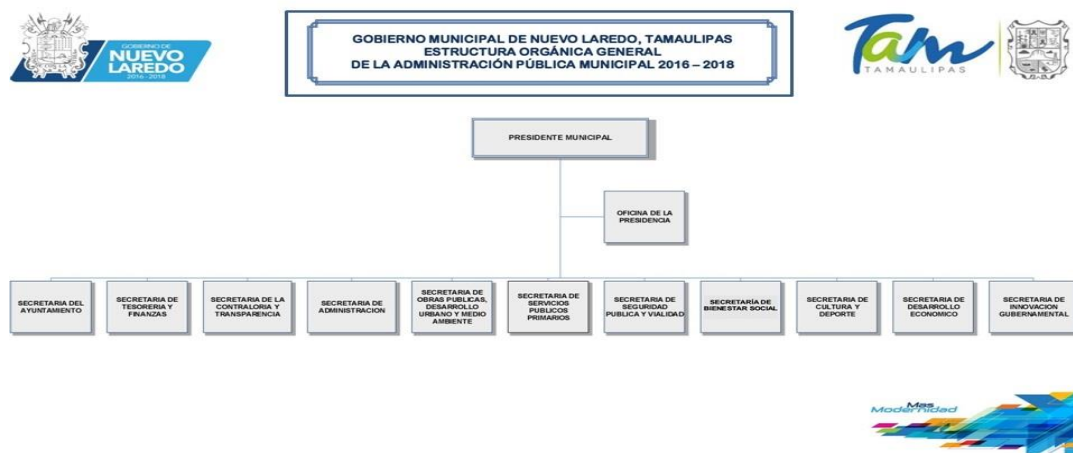 GOBIERNO DE
NUEVO
LAREDO
2016 - 2018
GOBIERNO MUNICIPAL DE NUEVO LAREDO, TAMAULIPAS
ESTRUCTURA ORGÁNICA GENERAL
DE LA ADMINISTRACIÓN PÚBLICA MUNICIPAL 2016 – 2018
Tam
TAMAULIPAS
PRESIDENTE MUNICIPAL
OFICINA DE LA
PRESIDENCIA
SECRETARIA DEL
AYUNTAMIENTO
SECRETARIA DE
TESORERIA Y
FINANZAS
SECRETARIA DE LA
CONTRALORIA Y
TRANSPARENCIA
SECRETARIA DE
ADMINISTRACION
SECRETARIA DE
OBRAS PUBLICAS,
DESARROLLO
URBANO Y MEDIO
AMBIENTE
SECRETARIA DE
SERVICIOS
PUBLICOS
PRIMARIOS
SECRETARIA DE
SEGURIDAD
PUBLICA Y VIALIDAD
SECRETARÍA DE
BIENESTAR SOCIAL
SECRETARIA DE
CULTURA Y
DEPORTE
SECRETARIA DE
DESARROLLO
ECONOMICO
SECRETARIA DE
INNOVACION
GUBERNAMENTAL
Mas
Modernidad